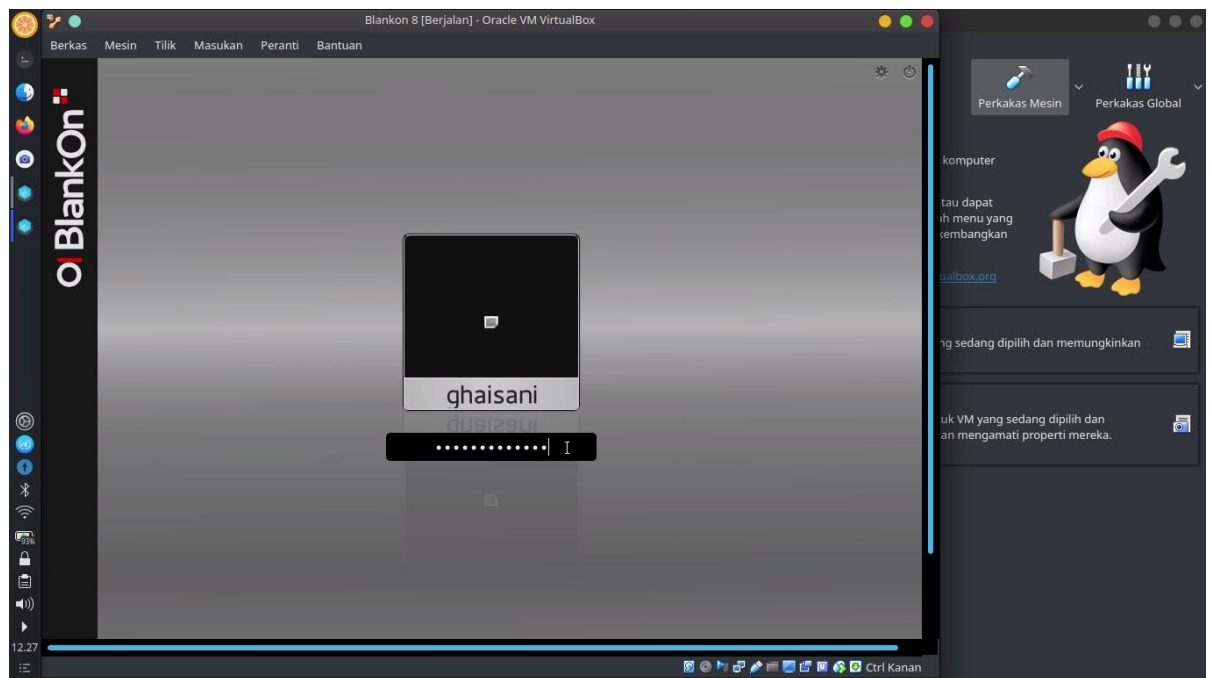 Blankon 8 [Berjalan] - Oracle VM VirtualBox
Berkas Mesin Tilik Masukan Peranti Bantuan
BlankOn
ghaisani
93%
12.27
Ctrl Kanan
Perkakas Mesin
Perkakas Global
komputer
tau dapat
ah menu yang
kembangkan
ualbox.org
ng sedang dipilih dan memungkinkan
uk VM yang sedang dipilih dan
an mengamati properti mereka.